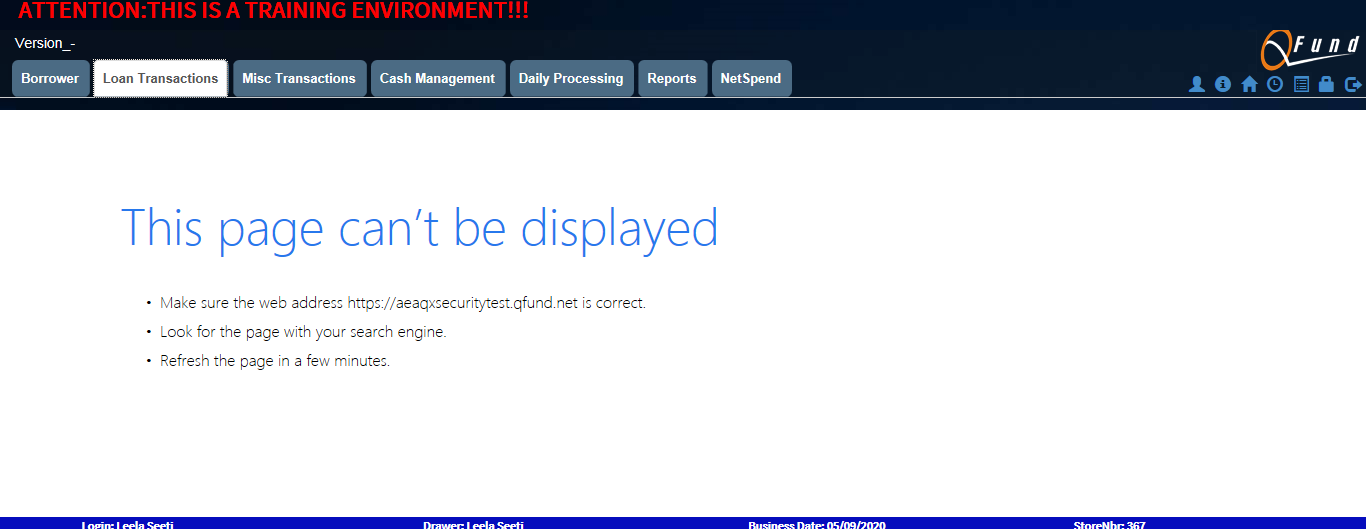 ATTENTION:THIS IS A TRAINING ENVIRONMENT!!!
Version_-
QFund
Borrower Loan Transactions Misc Transactions Cash Management Daily Processing Reports NetSpend
This page can’t be displayed
• Make sure the web address https://aeaqxsecuritytest.qfund.net is correct.
• Look for the page with your search engine.
• Refresh the page in a few minutes.
Login: Leela Seeti Drawer: Leela Seeti Business Date: 05/09/2020 StoreNbr: 367